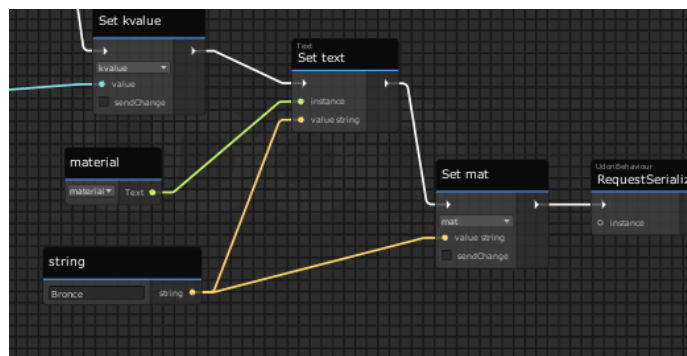 Set kvalue
kvalue
value
sendChange
Text
Set text
instance
value string
material
material
Text
Set mat
mat
value string
sendChange
UdonBehaviour
RequestSerializ
instance
string
Bronce
string